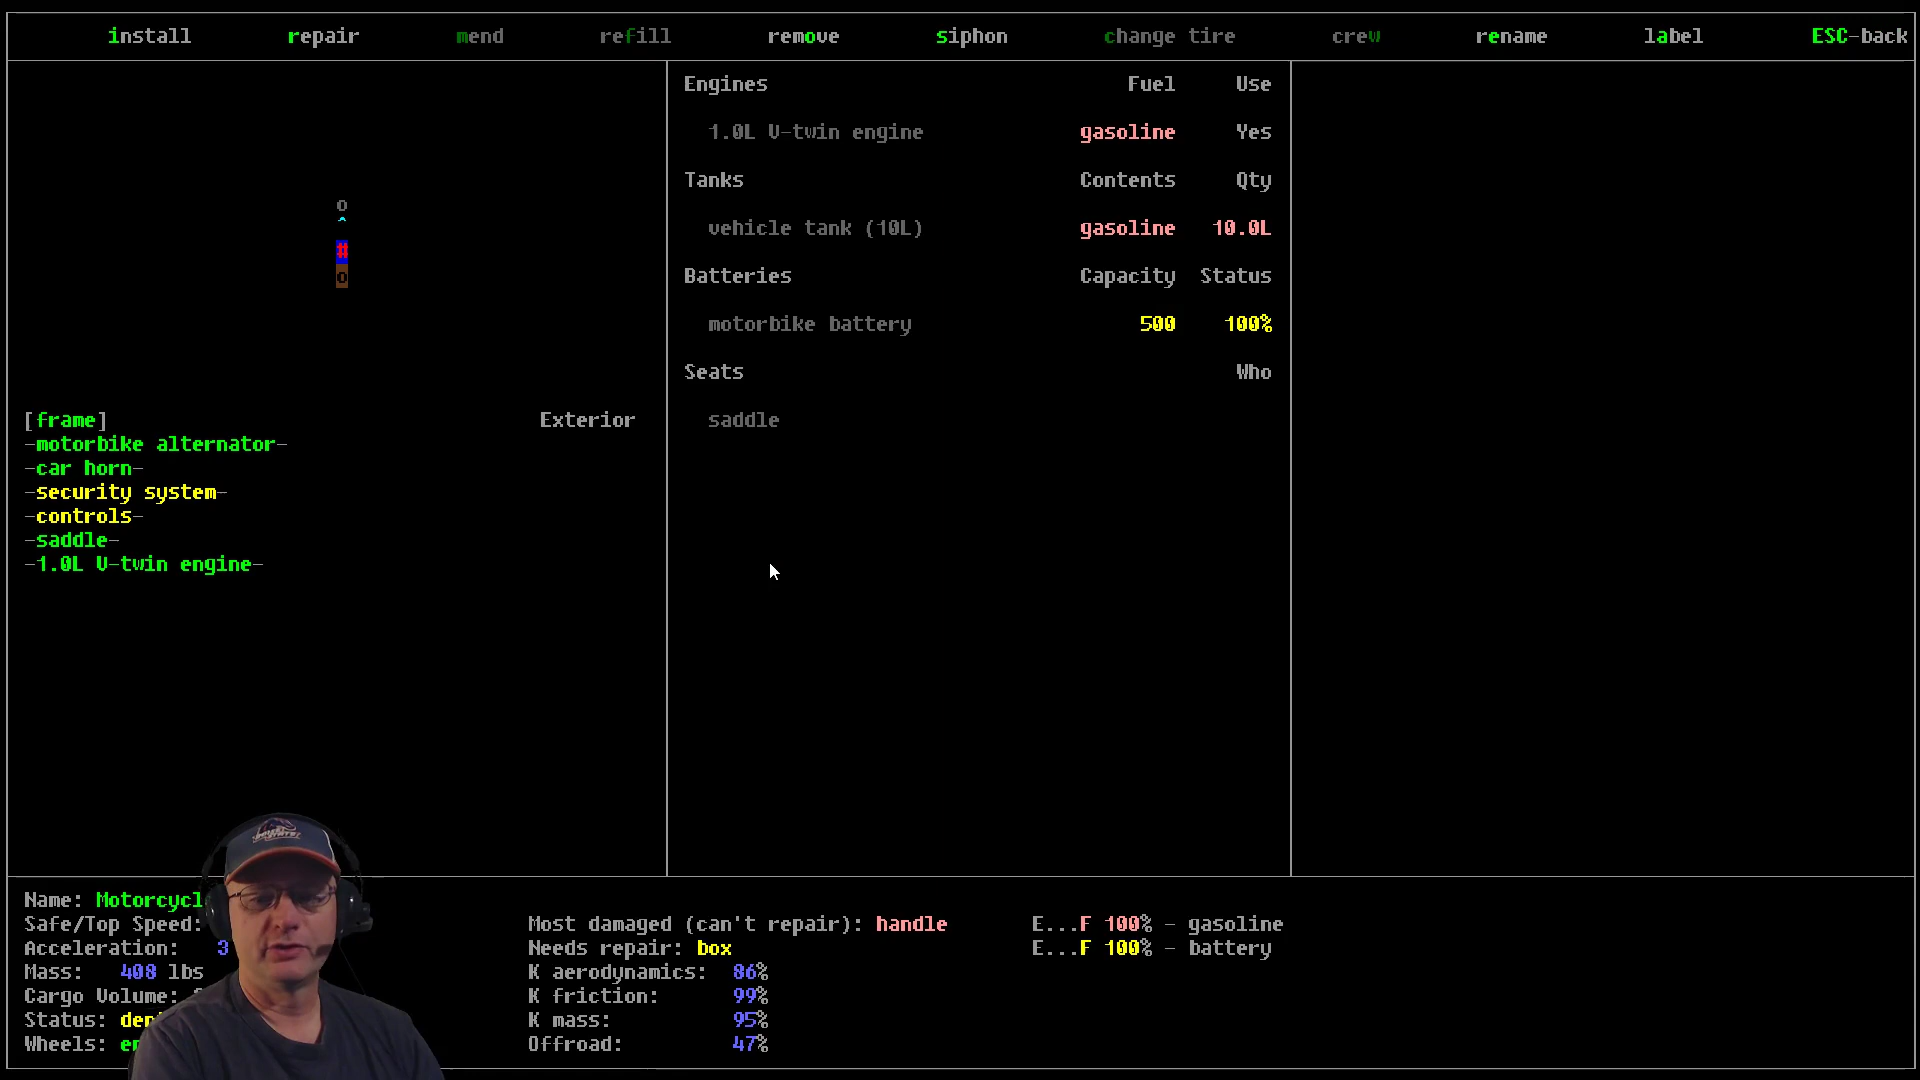 install repair mend refill remove siphon change tire crew rename label ESC-back
Engines Fuel Use
1.0L V-twin engine gasoline Yes
Tanks Contents Qty
vehicle tank (10L) gasoline 10.0L
Batteries Capacity Status
motorbike battery 500 100%
Seats Who
saddle
o
^
#
o
[frame] Exterior
-motorbike alternator-
-car horn-
-security system-
-controls-
-saddle-
-1.0L V-twin engine-
Name: Motorcycl
Safe/Top Speed:
Acceleration: 3
Mass: 408 lbs
Cargo Volume:
Status:
Wheels:
Most damaged (can't repair): handle
Needs repair: box
K aerodynamics: 86%
K friction: 99%
K mass: 95%
Offroad: 47%
E...F 100% - gasoline
E...F 100% - battery